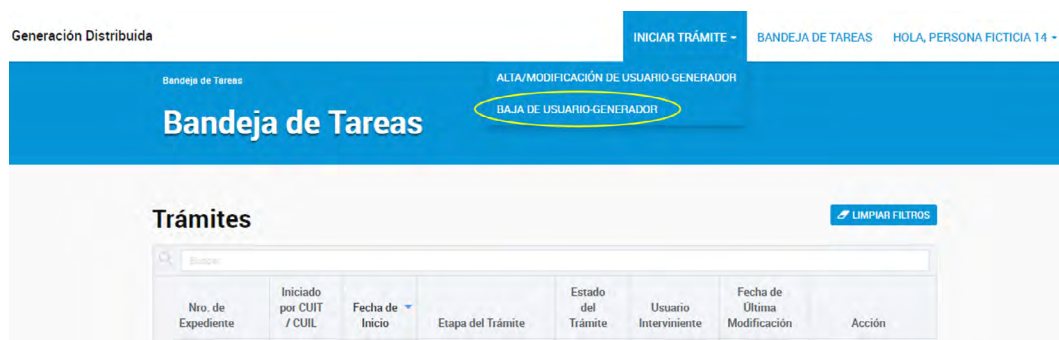 Generación Distribuida
INICIAR TRÁMITE
BANDEJA DE TAREAS
HOLA, PERSONA FICTICIA 14
Bandeja de Tareas
ALTA/MODIFICACIÓN DE USUARIO-GENERADOR
BAJA DE USUARIO-GENERADOR
Bandeja de Tareas
Trámites
LIMPIAR FILTROS
Buscar
Nro. de
Expediente
Iniciado
por CUIT
/ CUIL
Fecha de
Inicio
Etapa del Trámite
Estado
del
Trámite
Usuario
Interviniente
Fecha de
Última
Modificación
Acción